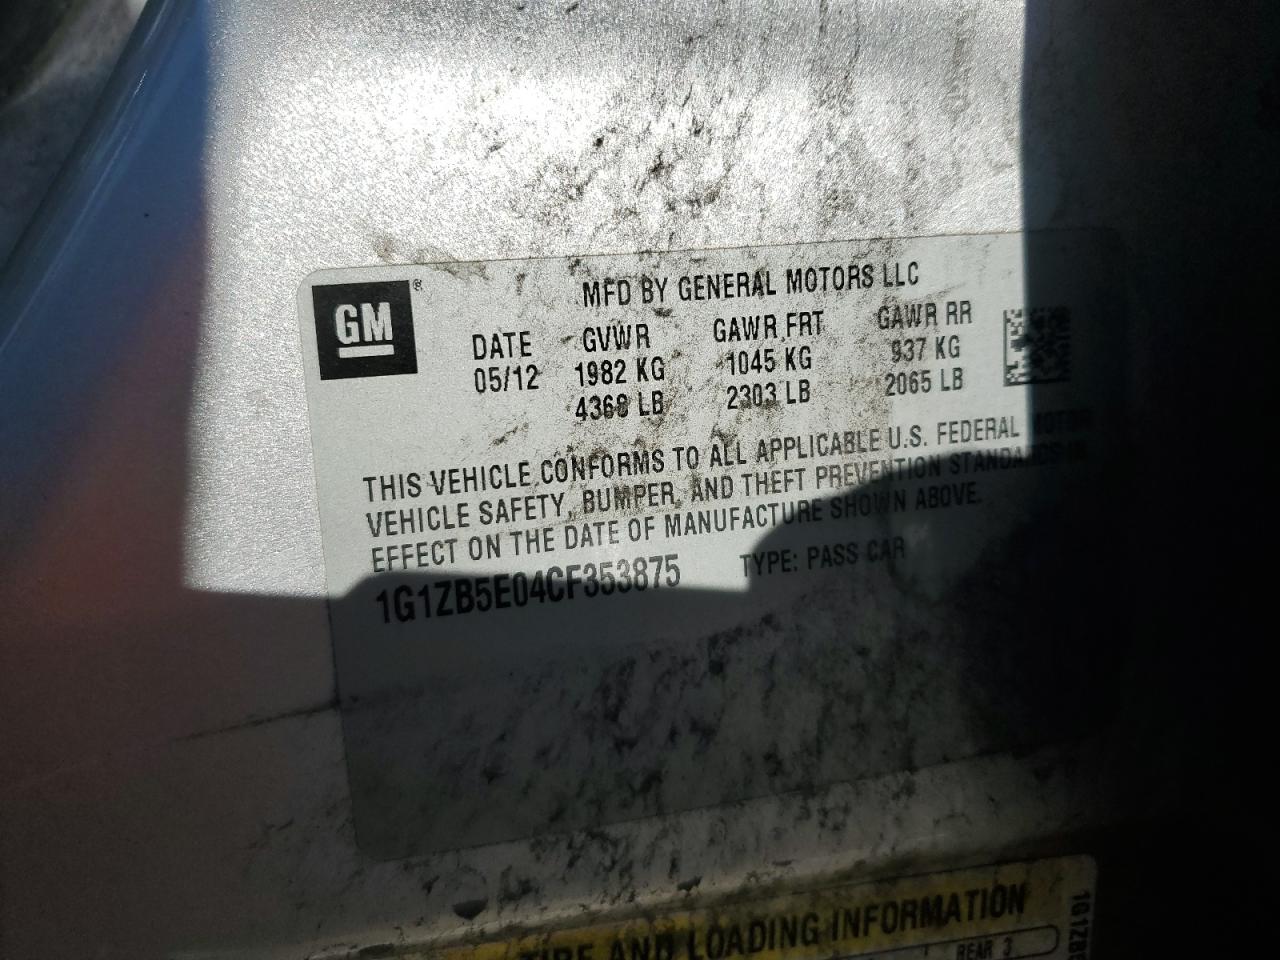 GM ®
MFD BY GENERAL MOTORS LLC
DATE GVWR GAWR FRT GAWR RR
05/12 1982 KG 1045 KG 937 KG
4368 LB 2303 LB 2065 LB
THIS VEHICLE CONFORMS TO ALL APPLICABLE U.S. FEDERAL MOTOR
VEHICLE SAFETY, BUMPER, AND THEFT PREVENTION STANDARDS IN
EFFECT ON THE DATE OF MANUFACTURE SHOWN ABOVE.
1G1ZB5E04CF353875 TYPE: PASS CAR
TIRE AND LOADING INFORMATION
REAR 3
1G1ZB5